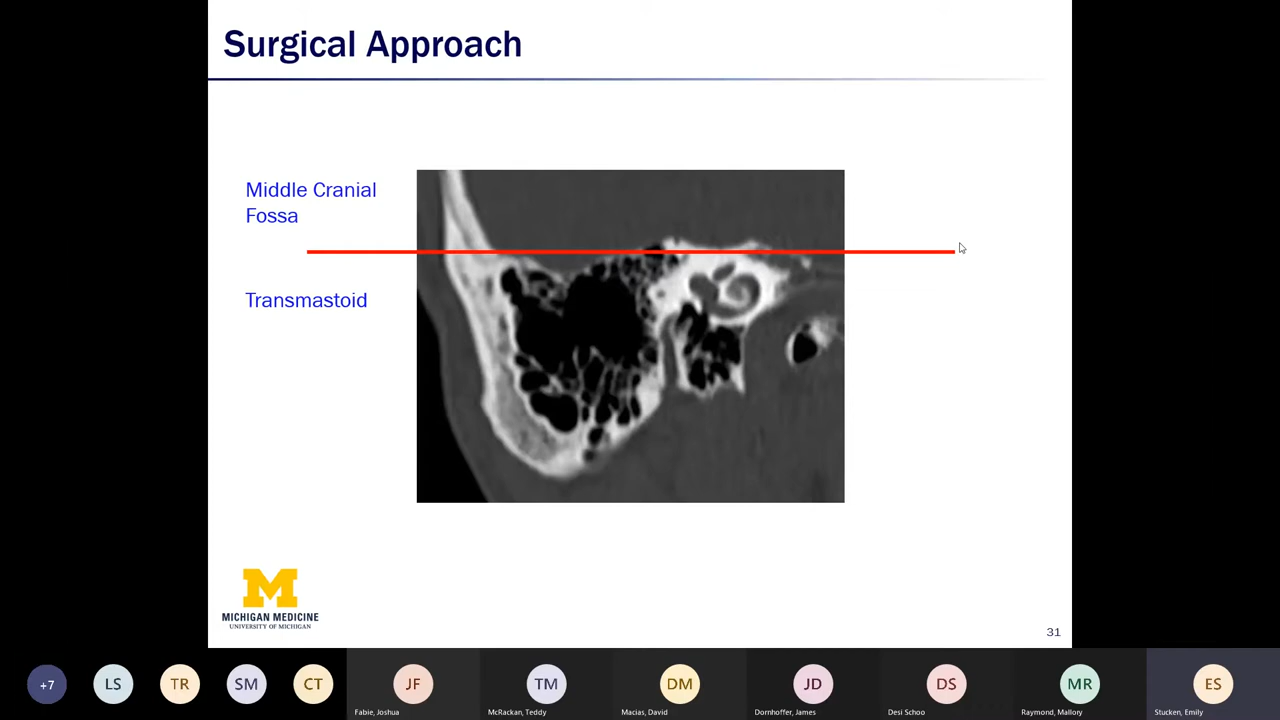 Surgical Approach
Middle Cranial
Fossa
Transmastoid
M
MICHIGAN MEDICINE
UNIVERSITY OF MICHIGAN
31
+7
LS
TR
SM
CT
JF
Fabie, Joshua
TM
McRackan, Teddy
DM
Macias, David
JD
Dornhoffer, James
DS
Desi Schoo
MR
Raymond, Mallory
ES
Stucken, Emily